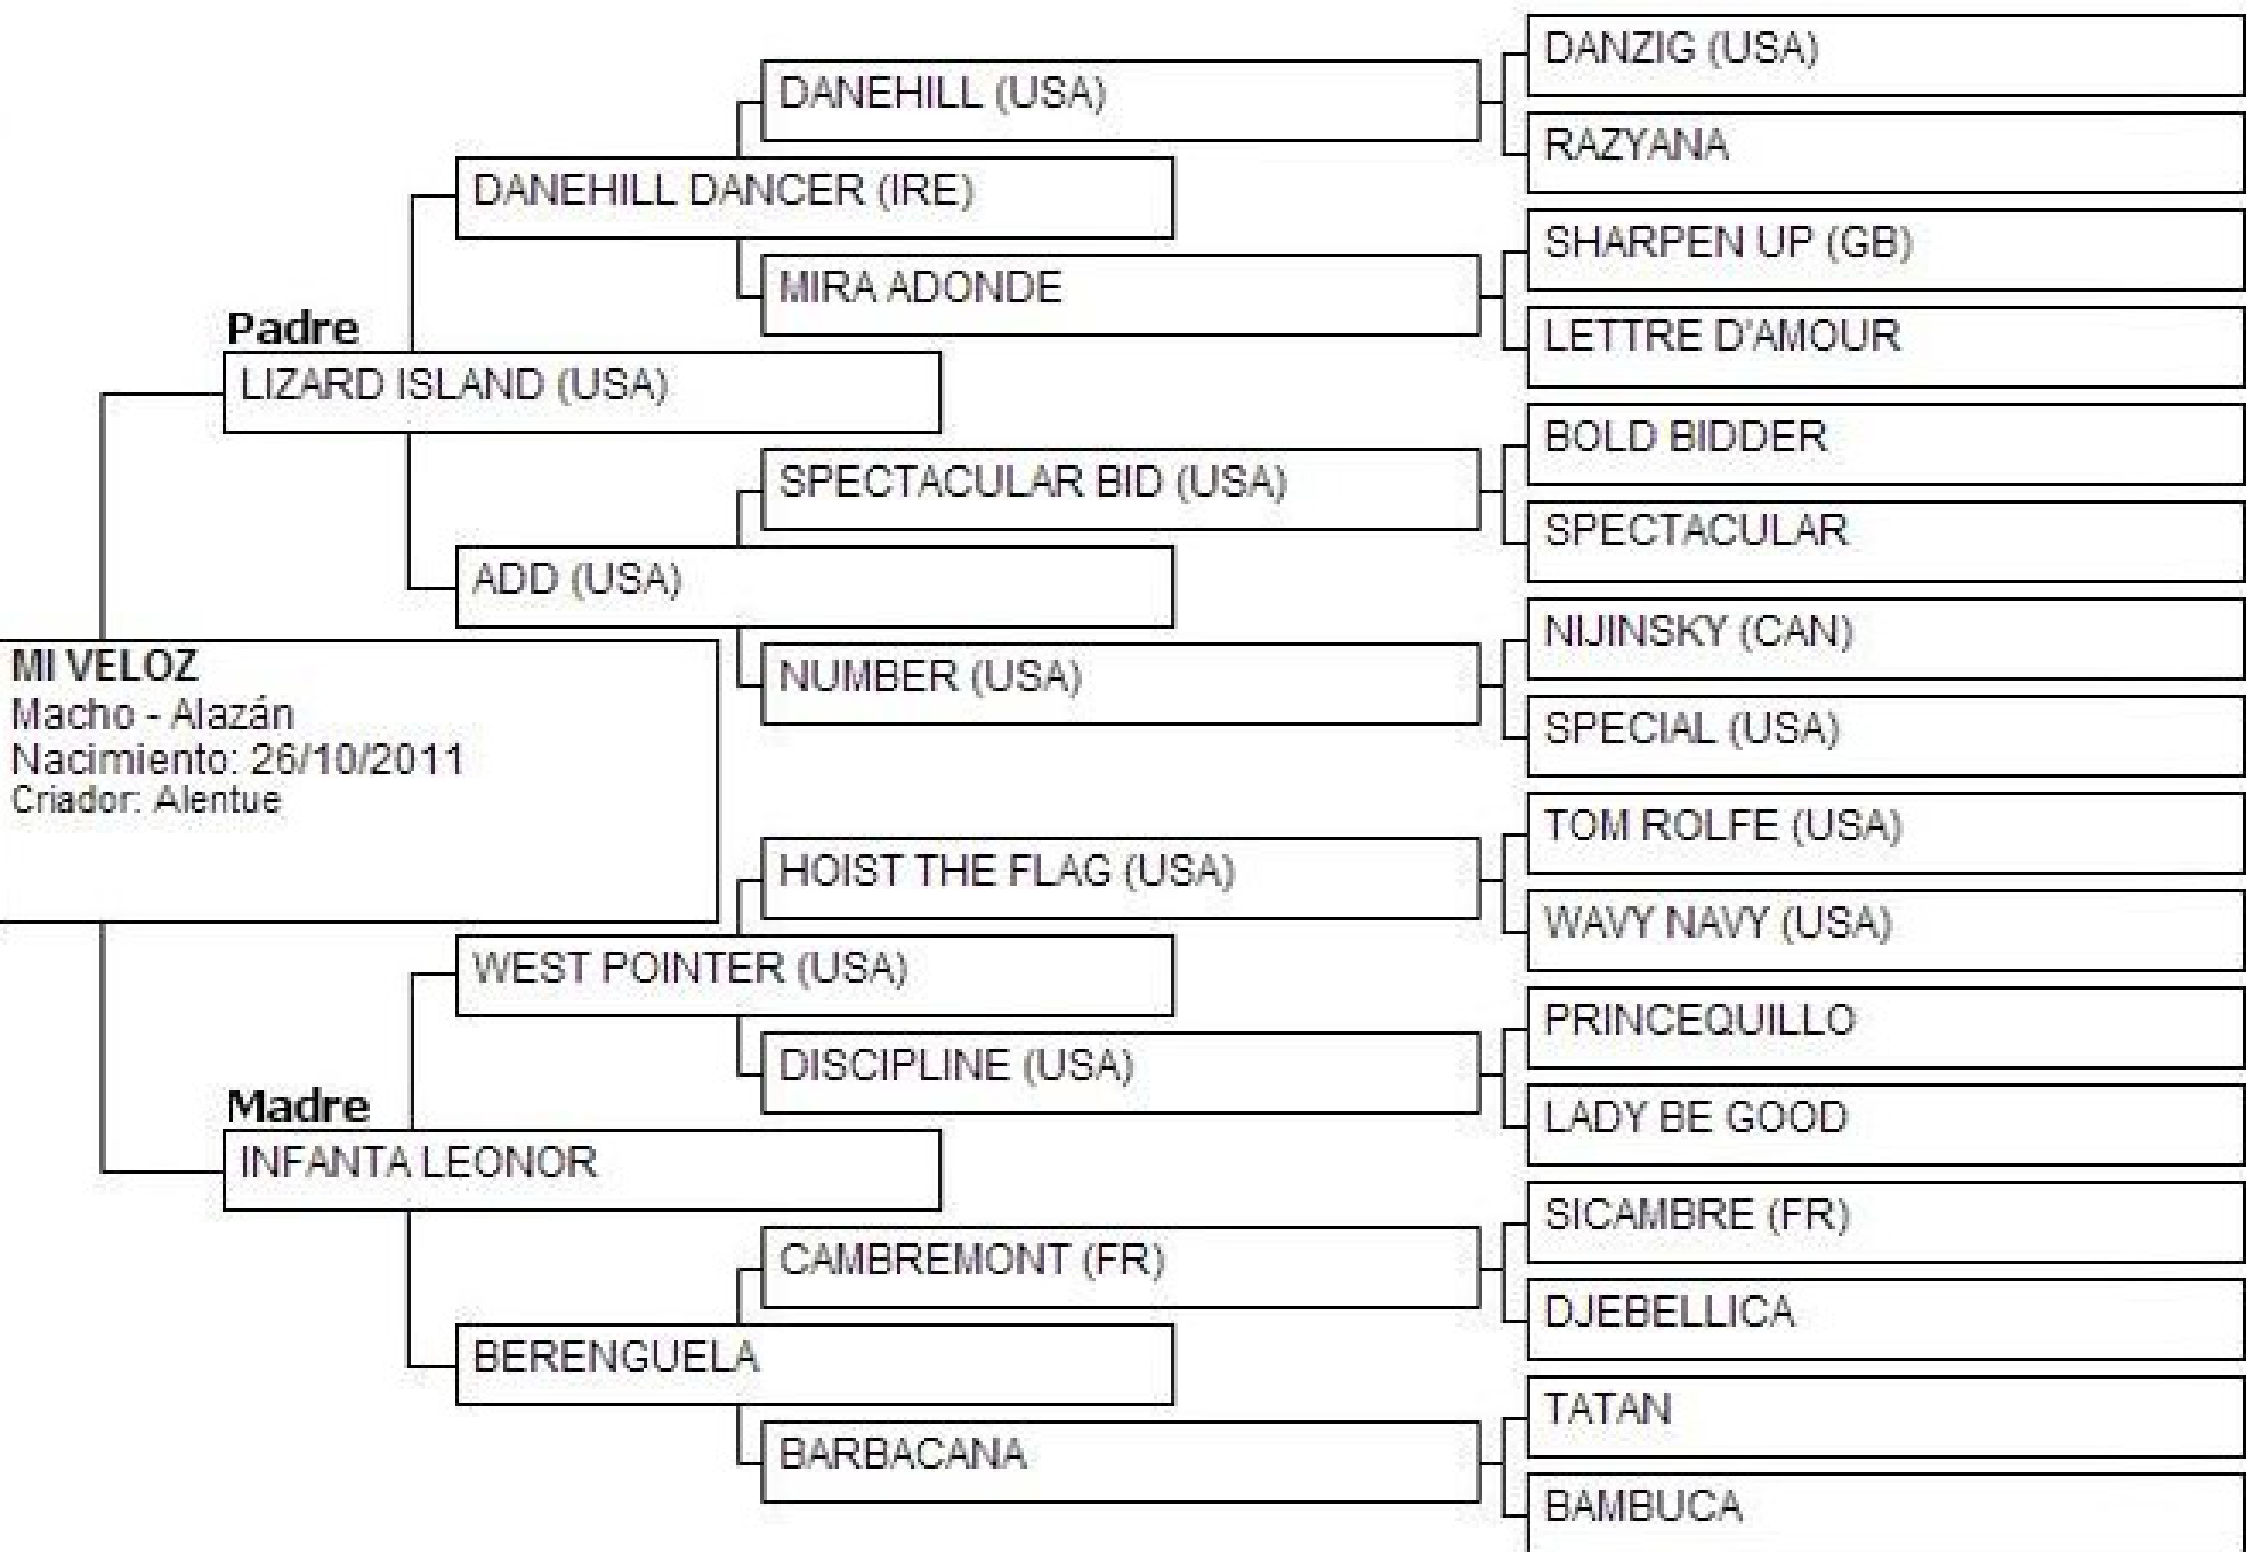 DANZIG (USA)
DANEHILL (USA)
RAZYANA
DANEHILL DANCER (IRE)
SHARPEN UP (GB)
MIRA ADONDE
LETTRE D'AMOUR
Padre
LIZARD ISLAND (USA)
BOLD BIDDER
SPECTACULAR BID (USA)
SPECTACULAR
ADD (USA)
NIJINSKY (CAN)
NUMBER (USA)
SPECIAL (USA)
MI VELOZ
Macho - Alazán
Nacimiento: 26/10/2011
Criador: Alentue
TOM ROLFE (USA)
HOIST THE FLAG (USA)
WAVY NAVY (USA)
WEST POINTER (USA)
PRINCEQUILLO
DISCIPLINE (USA)
LADY BE GOOD
Madre
INFANTA LEONOR
SICAMBRE (FR)
CAMBREMONT (FR)
DJEBELLICA
BERENGUELA
TATAN
BARBACANA
BAMBUCA